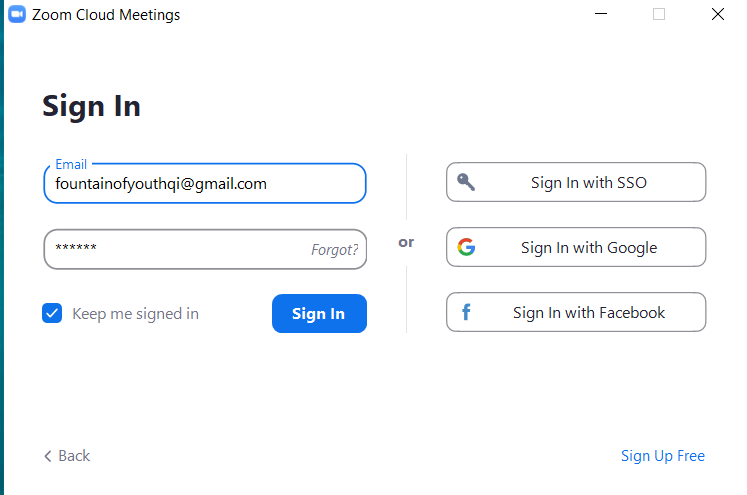 Zoom Cloud Meetings
Sign In
Email
fountainofyouthqi@gmail.com
****** Forgot?
Keep me signed in
Sign In
or
Sign In with SSO
Sign In with Google
Sign In with Facebook
Back
Sign Up Free